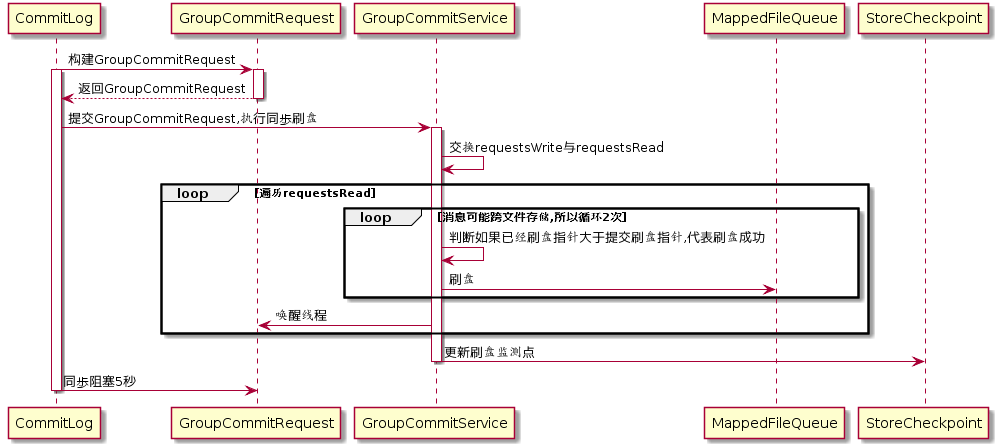 CommitLog GroupCommitRequest GroupCommitService MappedFileQueue StoreCheckpoint
构建GroupCommitRequest
返回GroupCommitRequest
提交GroupCommitRequest,执行同步刷盘
交换requestsWrite与requestsRead
loop [遍历requestsRead]
loop [消息可能跨文件存储,所以循环2次]
判断如果已经刷盘指针大于提交刷盘指针,代表刷盘成功
刷盘
唤醒线程
更新刷盘监测点
同步阻塞5秒
CommitLog GroupCommitRequest GroupCommitService MappedFileQueue StoreCheckpoint